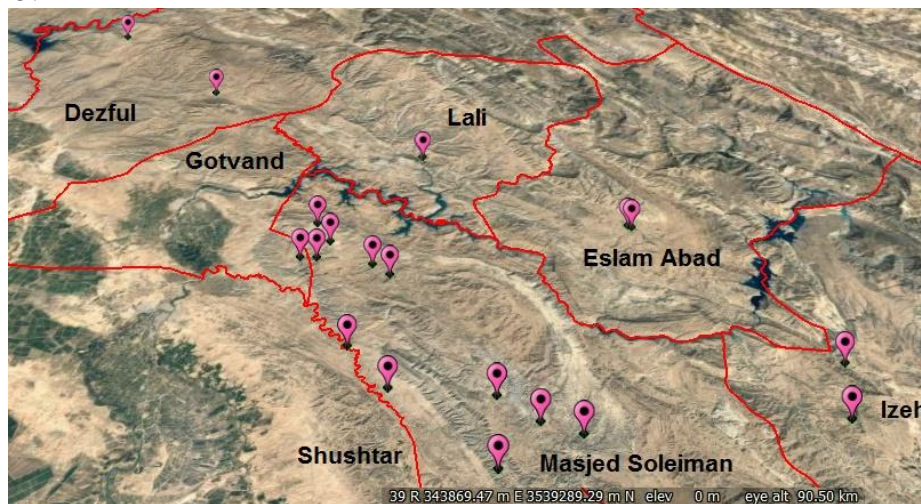 Dezful
Lali
Gotvand
Eslam Abad
Izeh
Shushtar
Masjed Soleiman
39 R 343869.47 m E 3539289.29 m N elev 0 m eye alt 90.50 km